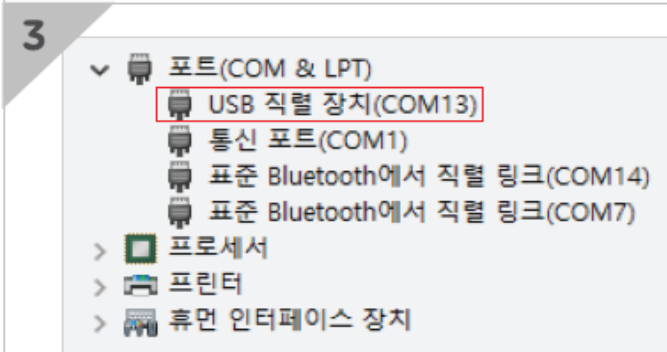 3
포트(COM & LPT)
USB 직렬 장치(COM13)
통신 포트(COM1)
표준 Bluetooth에서 직렬 링크(COM14)
표준 Bluetooth에서 직렬 링크(COM7)
프로세서
프린터
휴먼 인터페이스 장치